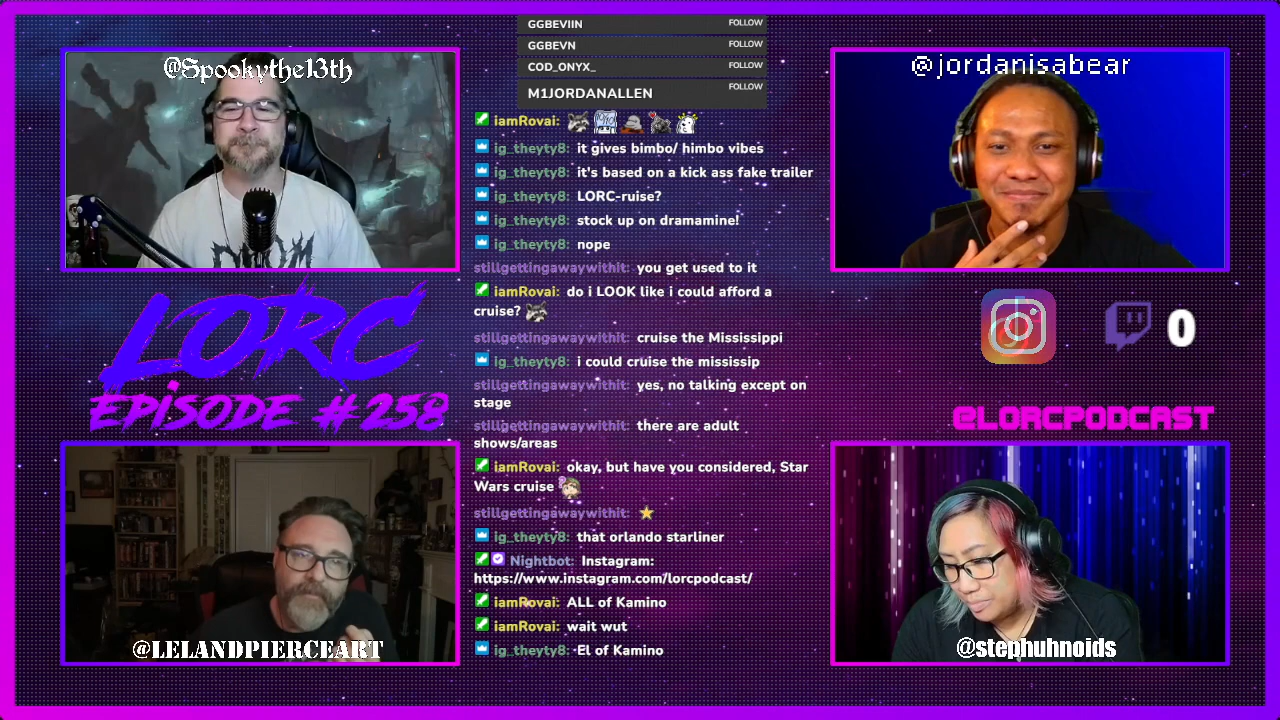 GGBEVIIN FOLLOW
GGBEVN FOLLOW
COD_ONYX_ FOLLOW
M1JORDANALLEN FOLLOW
@Spookythe13th
@jordanisabear
iamRovai:
ig_theyty8: it gives bimbo/ himbo vibes
ig_theyty8: it's based on a kick ass fake trailer
ig_theyty8: LORC-ruise?
ig_theyty8: stock up on dramamine!
ig_theyty8: nope
stillgettingawaywithit: you get used to it
iamRovai: do i LOOK like i could afford a
cruise?
stillgettingawaywithit: cruise the Mississippi
ig_theyty8: i could cruise the mississip
stillgettingawaywithit: yes, no talking except on
stage
stillgettingawaywithit: there are adult
shows/areas
iamRovai: okay, but have you considered, Star
Wars cruise
stillgettingawaywithit:
ig_theyty8: that orlando starliner
Nightbot: Instagram:
https://www.instagram.com/lorcpodcast/
iamRovai: ALL of Kamino
iamRovai: wait wut
ig_theyty8: El of Kamino
LORC
EPISODE #258
0
@LORCPODCAST
@LELANDPIERCEART
@stephuhnoids